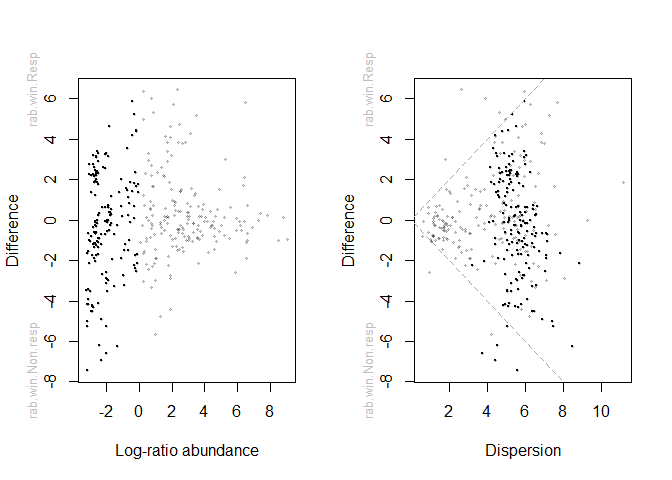 rab.win.Resp
rab.win.Non.resp
Difference
6
4
2
0
-2
-4
-6
-8
-2 0 2 4 6 8
Log-ratio abundance
rab.win.Resp
rab.win.Non.resp
Difference
6
4
2
0
-2
-4
-6
-8
2 4 6 8 10
Dispersion